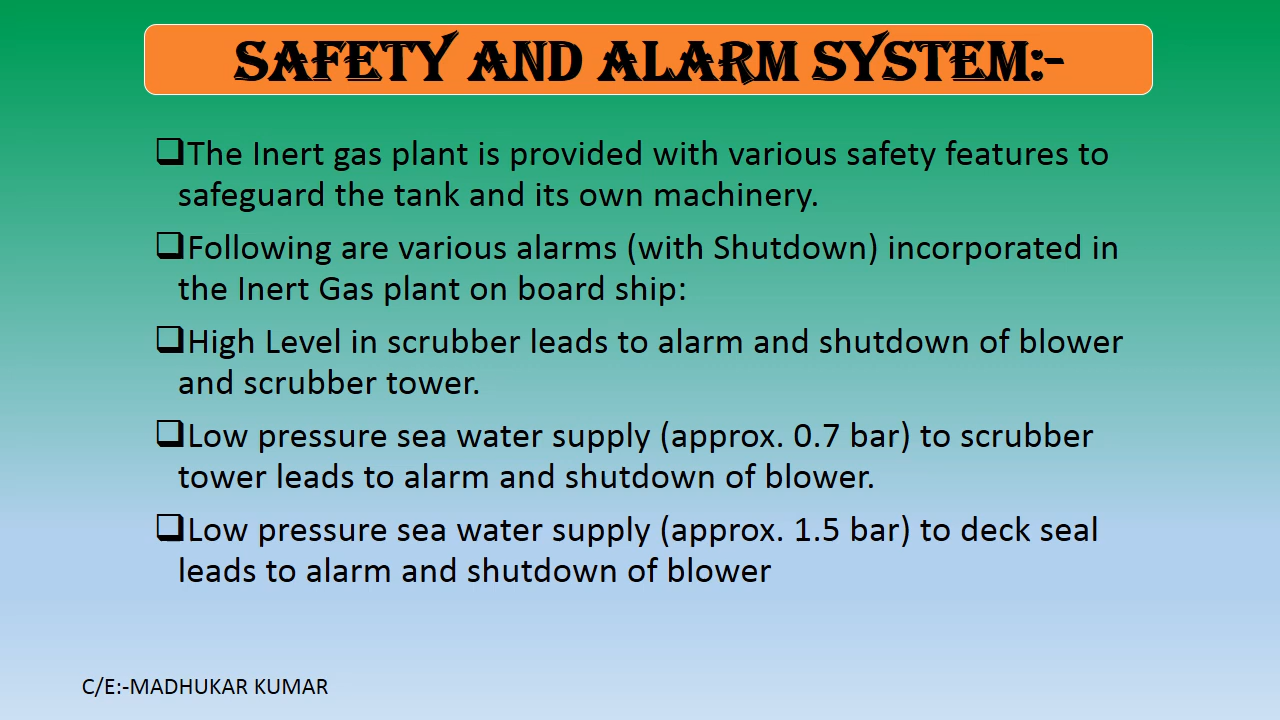 SAFETY AND ALARM SYSTEM:-
❑The Inert gas plant is provided with various safety features to
safeguard the tank and its own machinery.
❑Following are various alarms (with Shutdown) incorporated in
the Inert Gas plant on board ship:
❑High Level in scrubber leads to alarm and shutdown of blower
and scrubber tower.
❑Low pressure sea water supply (approx. 0.7 bar) to scrubber
tower leads to alarm and shutdown of blower.
❑Low pressure sea water supply (approx. 1.5 bar) to deck seal
leads to alarm and shutdown of blower
C/E:-MADHUKAR KUMAR